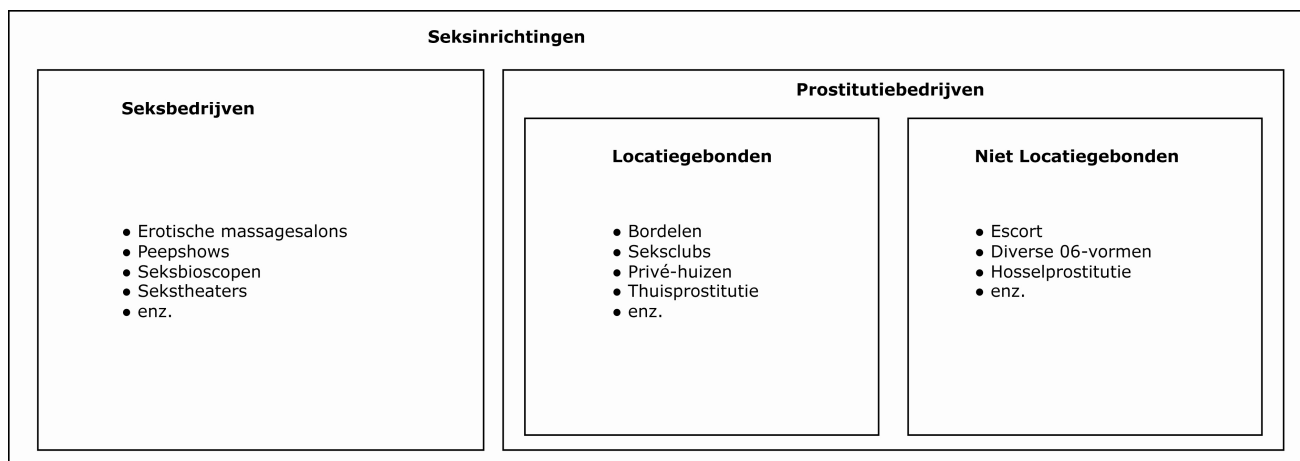 Seksinrichtingen
Seksbedrijven
● Erotische massagesalons
● Peepshows
● Seksbioscopen
● Sekstheaters
● enz.
Prostitutiebedrijven
Locatiegebonden
● Bordelen
● Seksclubs
● Privé-huizen
● Thuisprostitutie
● enz.
Niet Locatiegebonden
● Escort
● Diverse 06-vormen
● Hosselprostitutie
● enz.